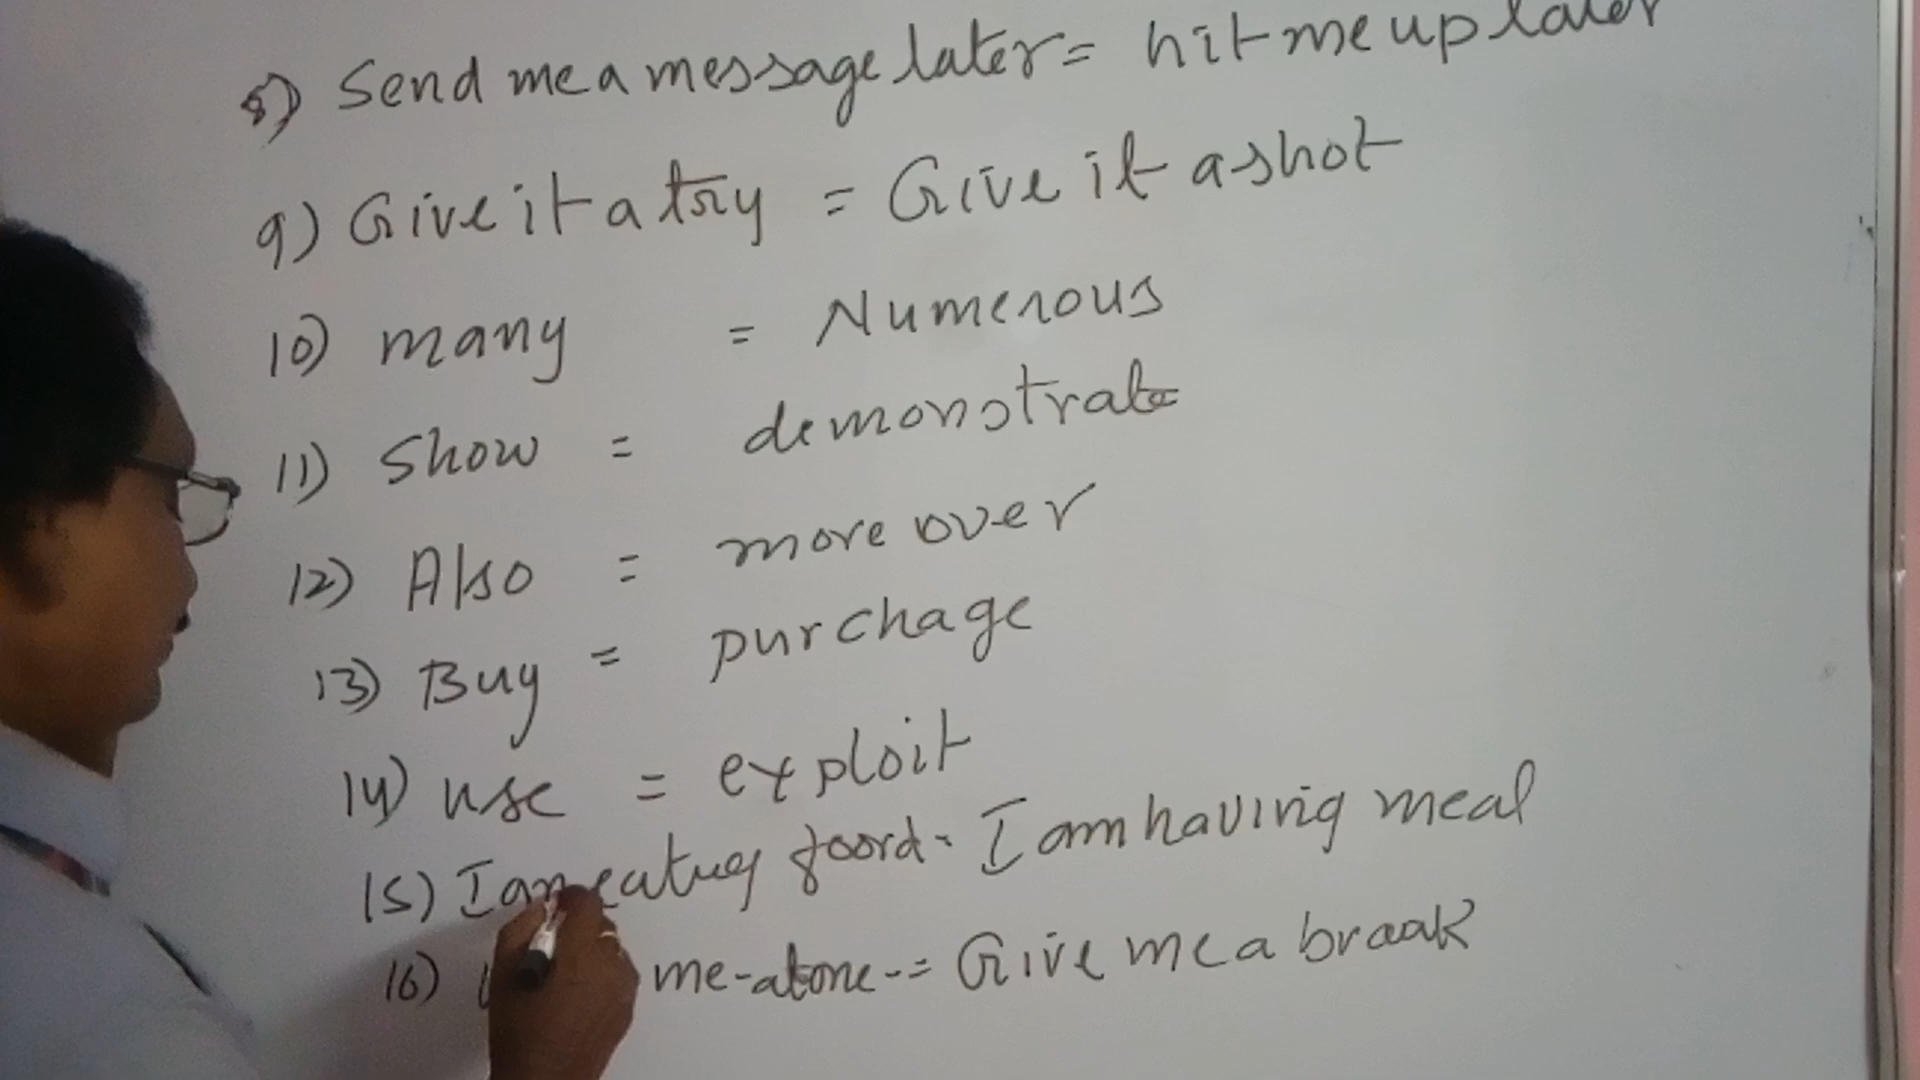 8) Send me a message later = hit me up later
9) Give it a try = Give it a shot
10) many = Numerous
11) Show = demonstrate
12) Also = more over
13) Buy = purchage
14) use = exploit
15) I am eating foord - I am having meal
16) me-alone-= Give me a braak